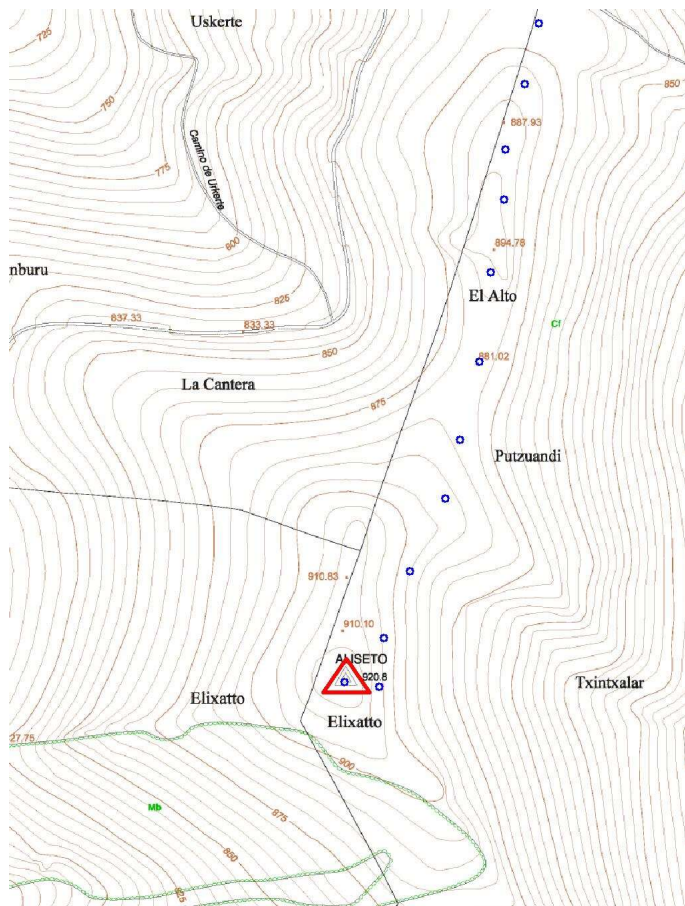 Uskerte
725
750
850
887.93
Camino de Urkerte
775
800
894.78
nburu
825
El Alto
837.33
833.33
Cf
850
881.02
La Cantera
875
Putzuandi
910.83
910.10
ALISETO
920.8
Txintxalar
Elixatto
Elixatto
27.75
900
Mb
875
850
825